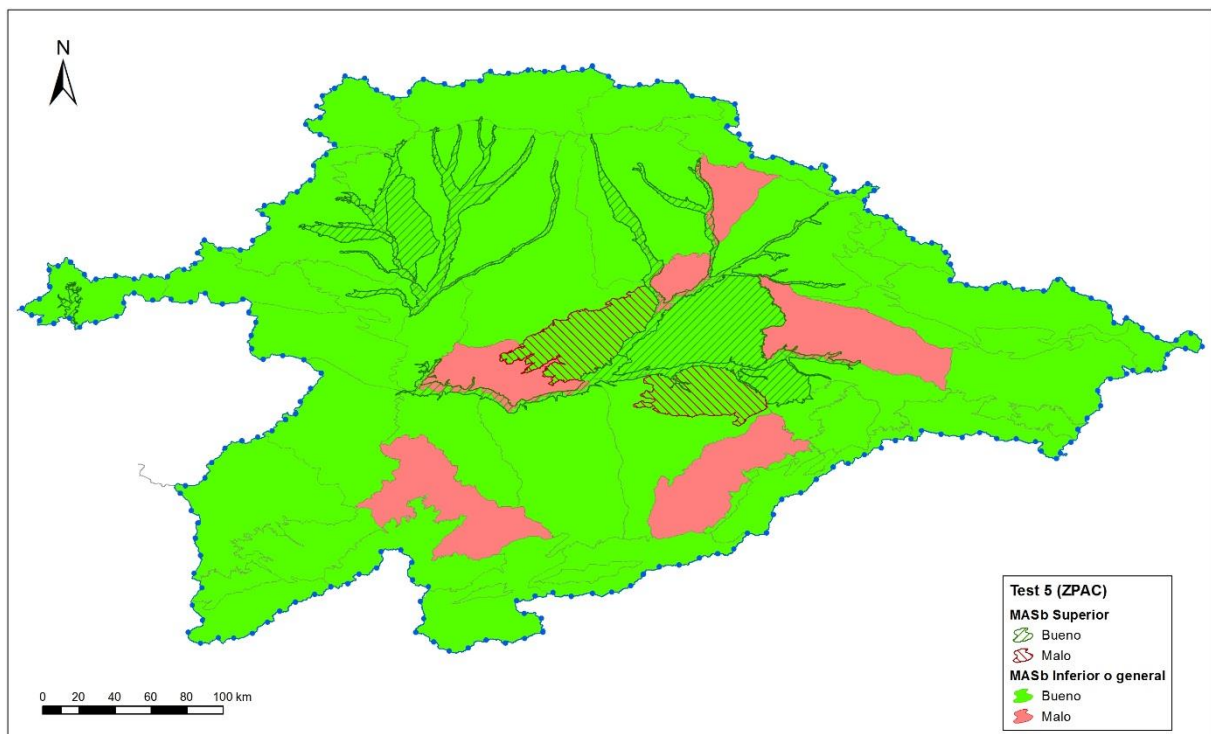 N
0 20 40 60 80 100 km
Test 5 (ZPAC)
MASb Superior
Bueno
Malo
MASb Inferior o general
Bueno
Malo